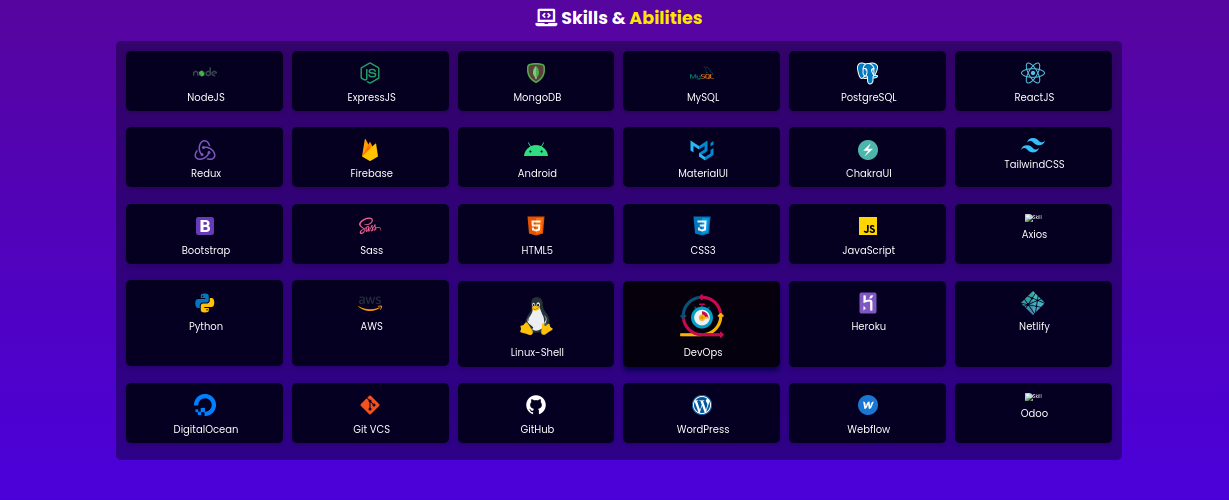 Skills & Abilities
node
JS
MySQL
NodeJS
ExpressJS
MongoDB
MySQL
PostgreSQL
ReactJS
Redux
Firebase
Android
MaterialUI
ChakraUI
TailwindCSS
B
Sass
5
3
JS
Skill
Bootstrap
Sass
HTML5
CSS3
JavaScript
Axios
aws
Python
AWS
Linux-Shell
DevOps
Heroku
Netlify
W
w
Skill
DigitalOcean
Git VCS
GitHub
WordPress
Webflow
Odoo